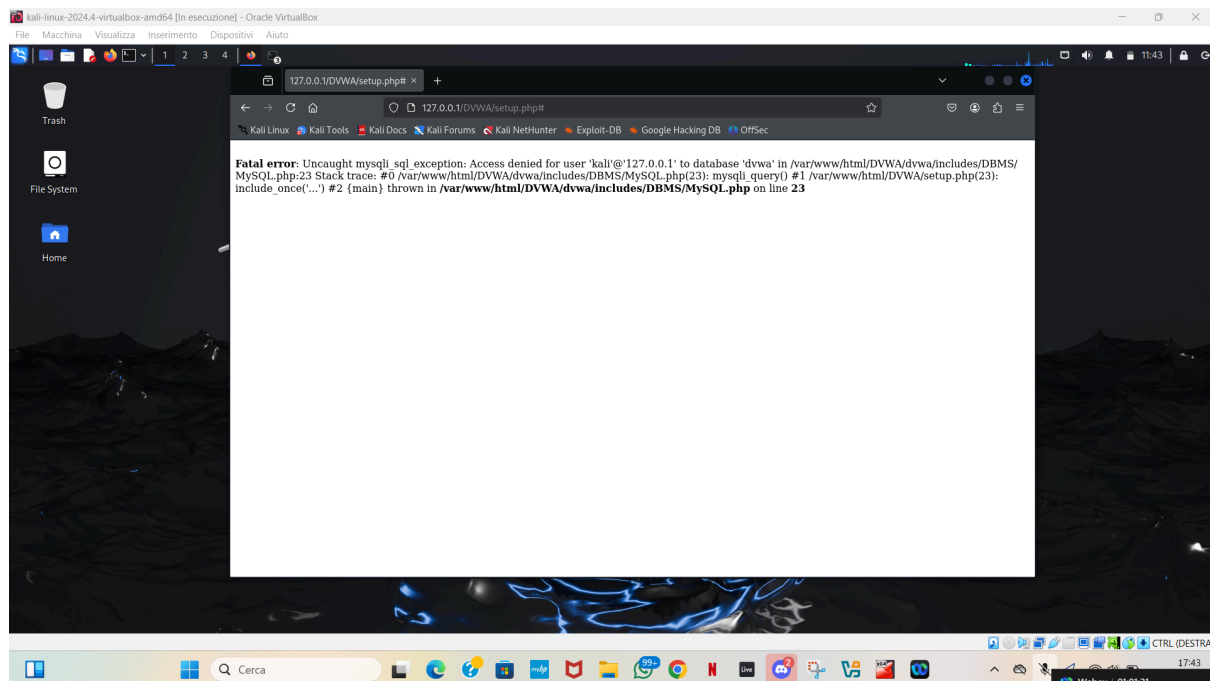 kali-linux-2024.4-virtualbox-amd64 [In esecuzione] - Oracle VirtualBox
File Macchina Visualizza Inserimento Dispositivi Aiuto
1 2 3 4
11:43
127.0.0.1/DVWA/setup.php#
127.0.0.1/DVWA/setup.php#
Kali Linux Kali Tools Kali Docs Kali Forums Kali NetHunter Exploit-DB Google Hacking DB OffSec
Trash
File System
Home
Fatal error: Uncaught mysqli_sql_exception: Access denied for user 'kali'@'127.0.0.1' to database 'dvwa' in /var/www/html/DVWA/dvwa/includes/DBMS/
MySQL.php:23 Stack trace: #0 /var/www/html/DVWA/dvwa/includes/DBMS/MySQL.php(23): mysqli_query() #1 /var/www/html/DVWA/setup.php(23):
include_once('...') #2 {main} thrown in /var/www/html/DVWA/dvwa/includes/DBMS/MySQL.php on line 23
CTRL (DESTRA
Cerca
myhp
99+
N
Live
2
17:43